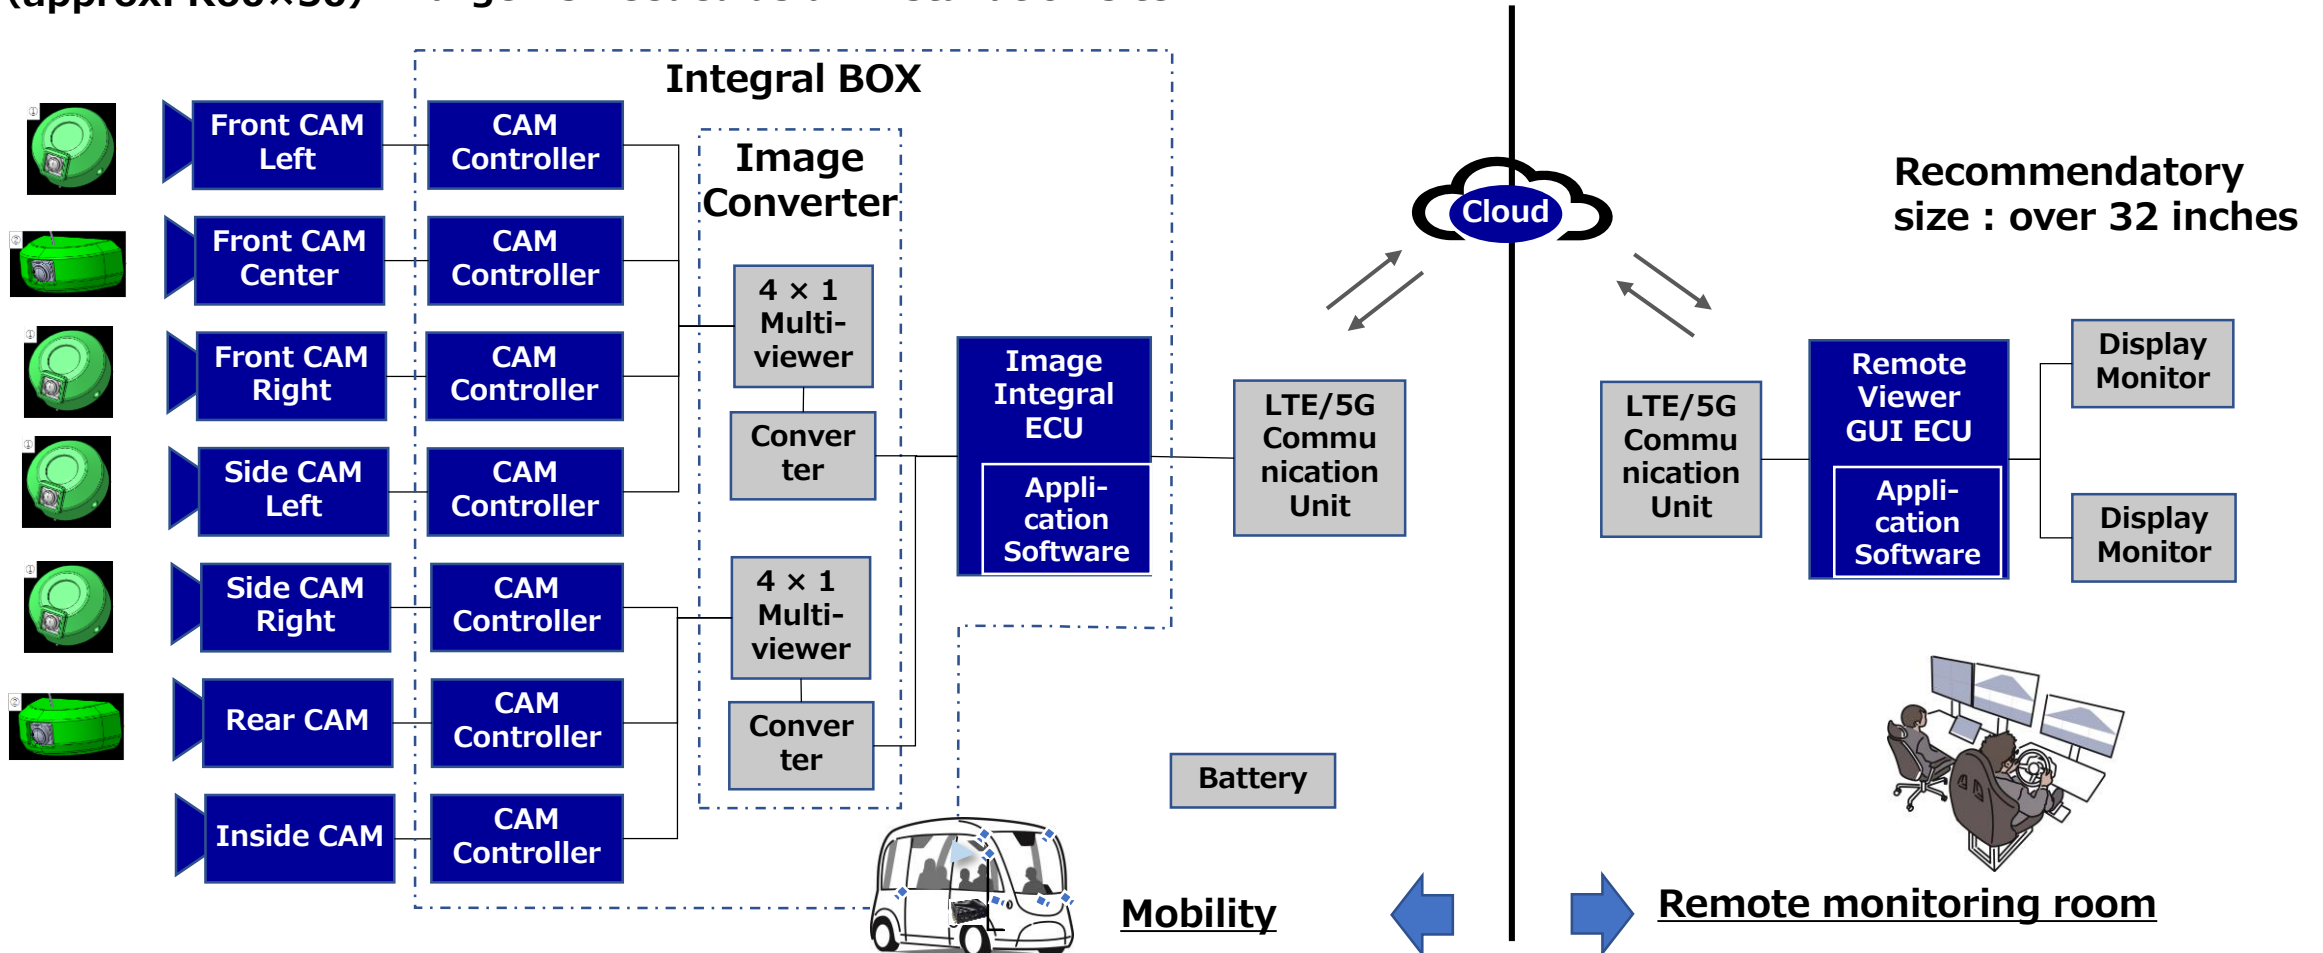 Integral BOX
Front CAM
Left
CAM
Controller
Front CAM
Center
CAM
Controller
Front CAM
Right
CAM
Controller
Side CAM
Left
CAM
Controller
Side CAM
Right
CAM
Controller
Rear CAM
CAM
Controller
Inside CAM
CAM
Controller
Image
Converter
4 × 1
Multi-
viewer
Conver
ter
4 × 1
Multi-
viewer
Conver
ter
Image
Integral
ECU
Appli-
cation
Software
LTE/5G
Commu
nication
Unit
Battery
Mobility
Cloud
Recommendatory
size : over 32 inches
LTE/5G
Commu
nication
Unit
Remote
Viewer
GUI ECU
Appli-
cation
Software
Display
Monitor
Display
Monitor
Remote monitoring room